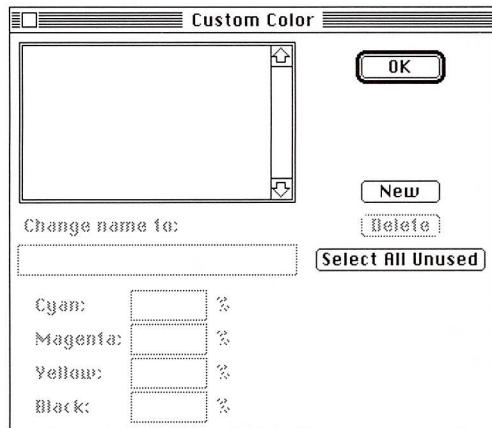 Custom Color
OK
New
Change name to:
Delete
Select All Unused
Cyan: %
Magenta: %
Yellow: %
Black: %